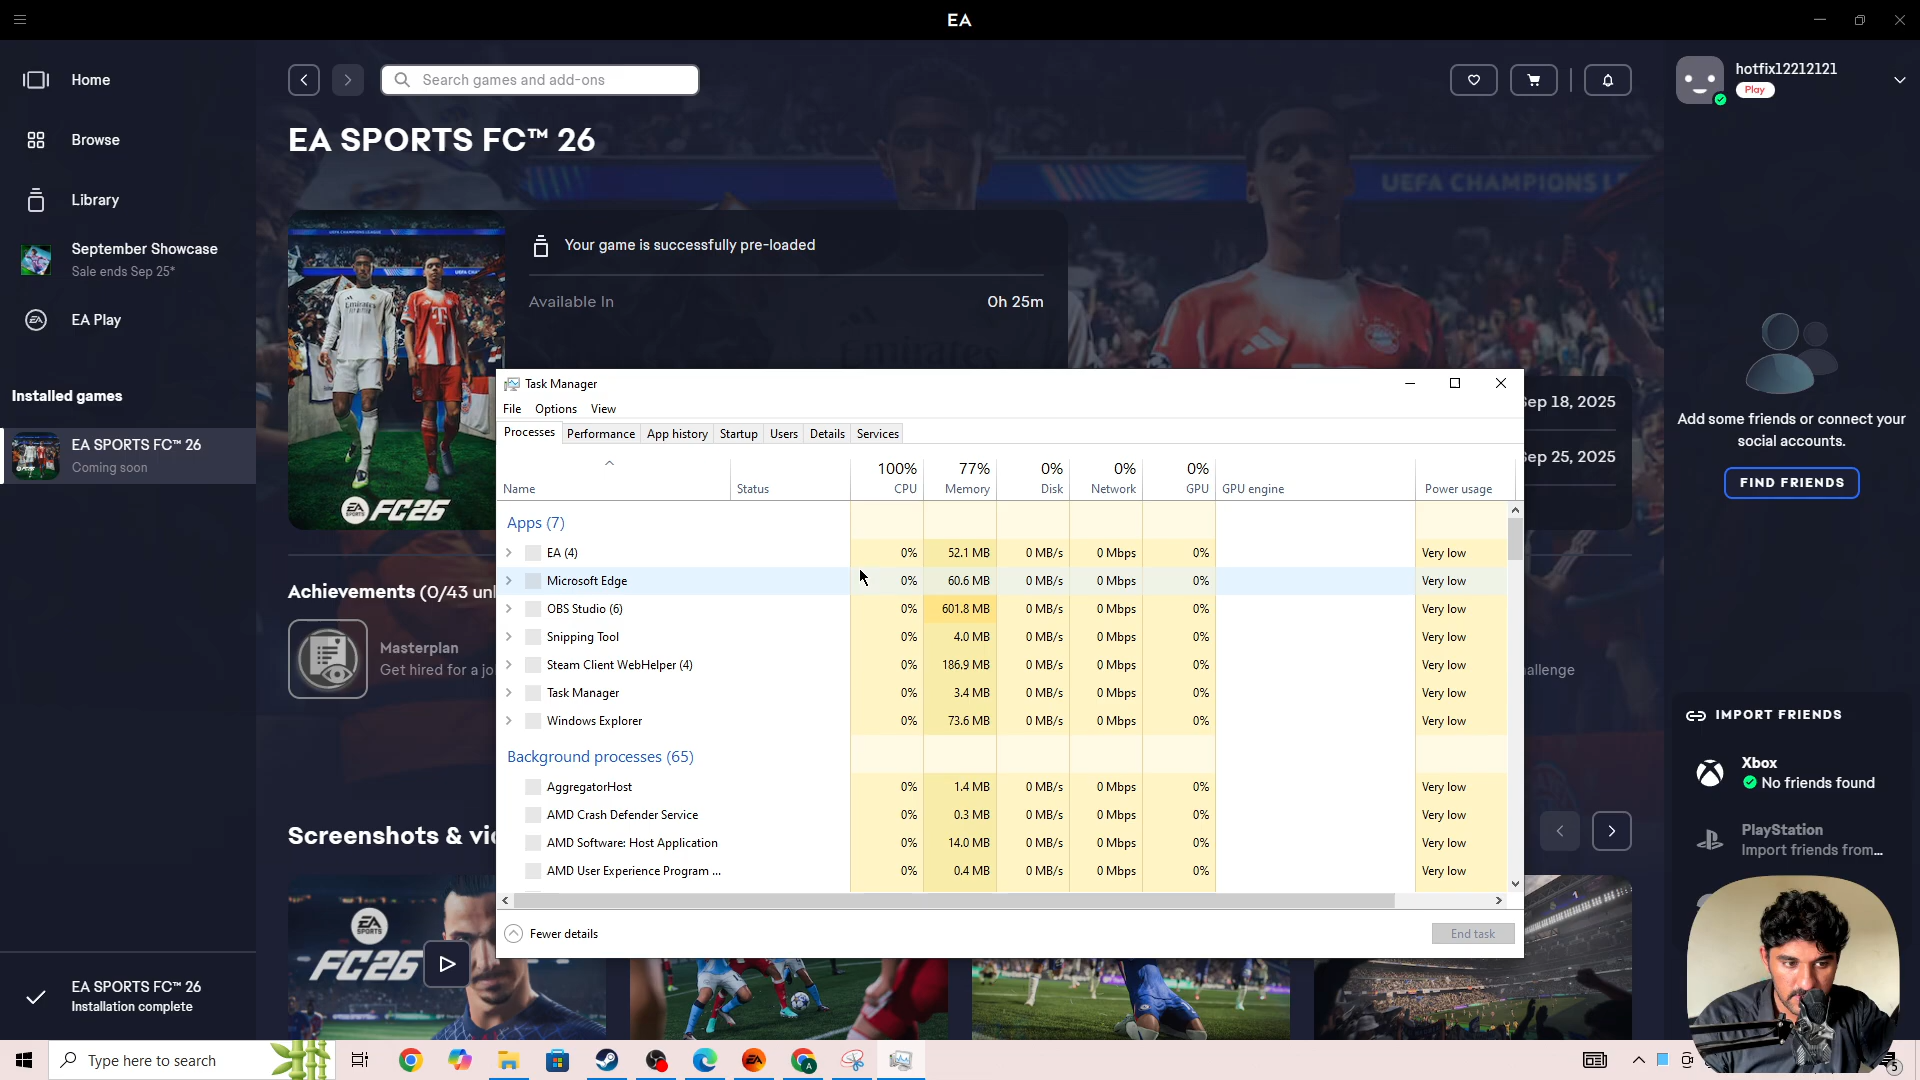 EA
Home
Browse
Library
September Showcase
Sale ends Sep 25*
EA Play
Installed games
EA SPORTS FC™ 26
Coming soon
EA SPORTS FC™ 26
Installation complete
Search games and add-ons
hotfix12212121
Play
EA SPORTS FC™ 26
UEFA CHAMPIONS
Your game is successfully pre-loaded
Available In
0h 25m
FC26
Sep 18, 2025
Sep 25, 2025
Achievements (0/43 unl
Masterplan
Get hired for a jo
allenge
Screenshots & vi
FC26
Add some friends or connect your
social accounts.
FIND FRIENDS
IMPORT FRIENDS
Xbox
No friends found
PlayStation
Import friends from...
Task Manager
File Options View
Processes Performance App history Startup Users Details Services
100% 77% 0% 0% 0%
Name Status CPU Memory Disk Network GPU GPU engine Power usage
Apps (7)
EA (4) 0% 52.1 MB 0 MB/s 0 Mbps 0% Very low
Microsoft Edge 0% 60.6 MB 0 MB/s 0 Mbps 0% Very low
OBS Studio (6) 0% 601.8 MB 0 MB/s 0 Mbps 0% Very low
Snipping Tool 0% 4.0 MB 0 MB/s 0 Mbps 0% Very low
Steam Client WebHelper (4) 0% 186.9 MB 0 MB/s 0 Mbps 0% Very low
Task Manager 0% 3.4 MB 0 MB/s 0 Mbps 0% Very low
Windows Explorer 0% 73.6 MB 0 MB/s 0 Mbps 0% Very low
Background processes (65)
AggregatorHost 0% 1.4 MB 0 MB/s 0 Mbps 0% Very low
AMD Crash Defender Service 0% 0.3 MB 0 MB/s 0 Mbps 0% Very low
AMD Software: Host Application 0% 14.0 MB 0 MB/s 0 Mbps 0% Very low
AMD User Experience Program ... 0% 0.4 MB 0 MB/s 0 Mbps 0% Very low
Fewer details
End task
Type here to search
5